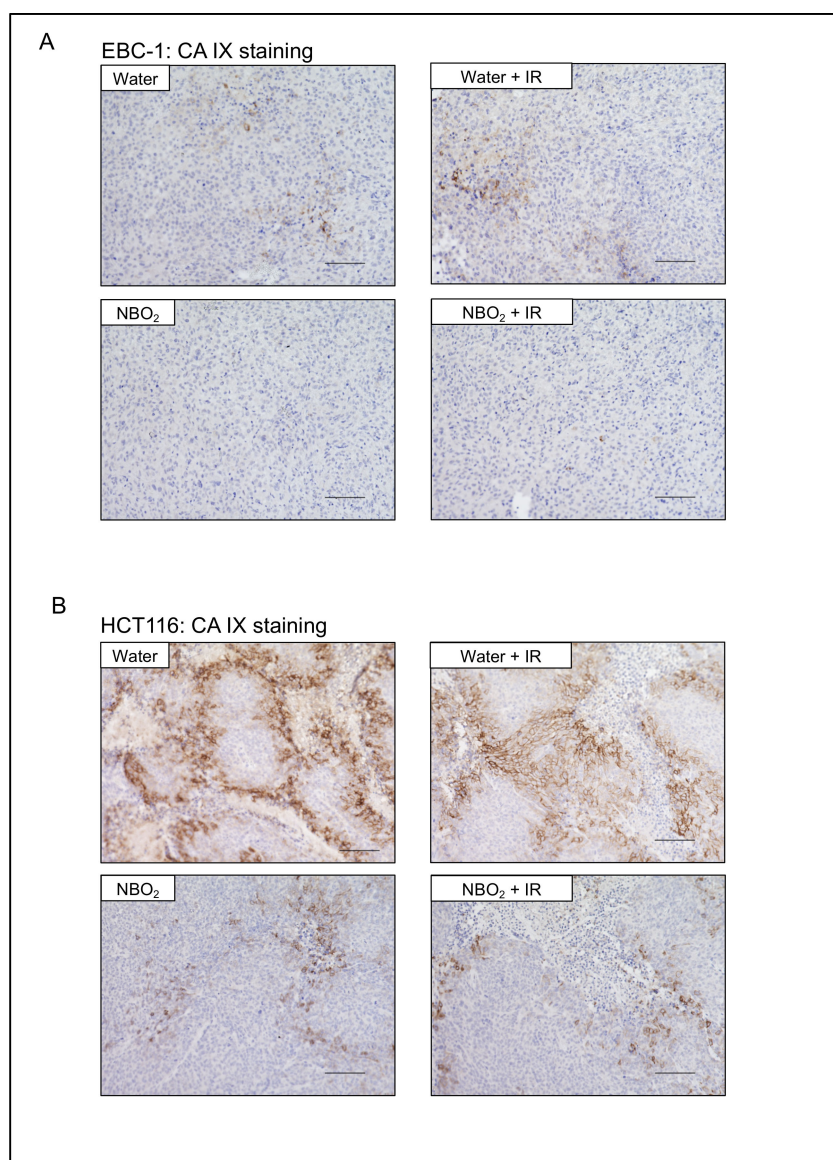 A
EBC-1: CA IX staining
Water
Water + IR
NBO₂
NBO₂ + IR
B
HCT116: CA IX staining
Water
Water + IR
NBO₂
NBO₂ + IR